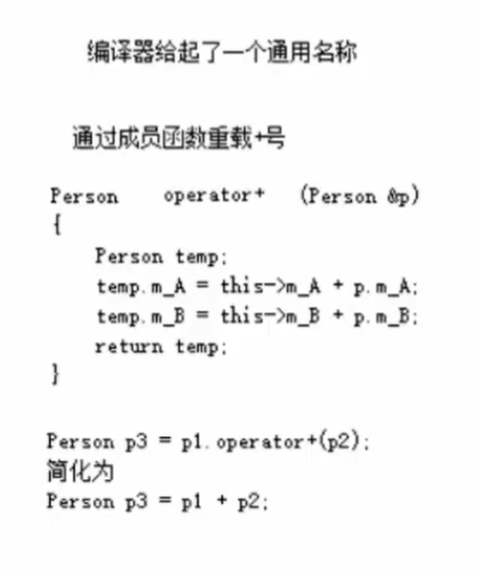 编译器给起了一个通用名称
通过成员函数重载+号
Person operator+ (Person &p)
{
Person temp;
temp.m_A = this->m_A + p.m_A;
temp.m_B = this->m_B + p.m_B;
return temp;
}
Person p3 = p1.operator+(p2);
简化为
Person p3 = p1 + p2;